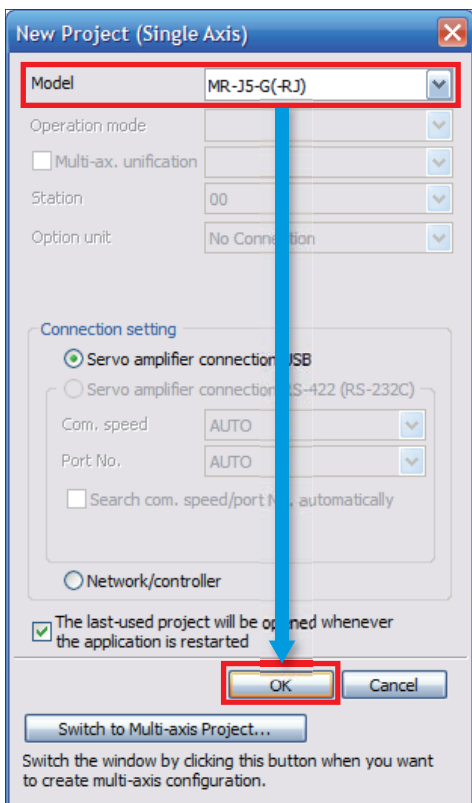 New Project (Single Axis)
Model MR-J5-G(-RJ)
Operation mode
Multi-ax. unification
Station 00
Option unit No Connection
Connection setting
Servo amplifier connection USB
Servo amplifier connection RS-422 (RS-232C)
Com. speed AUTO
Port No. AUTO
Search com. speed/port No. automatically
Network/controller
The last-used project will be opened whenever
the application is restarted
OK Cancel
Switch to Multi-axis Project...
Switch the window by clicking this button when you want
to create multi-axis configuration.